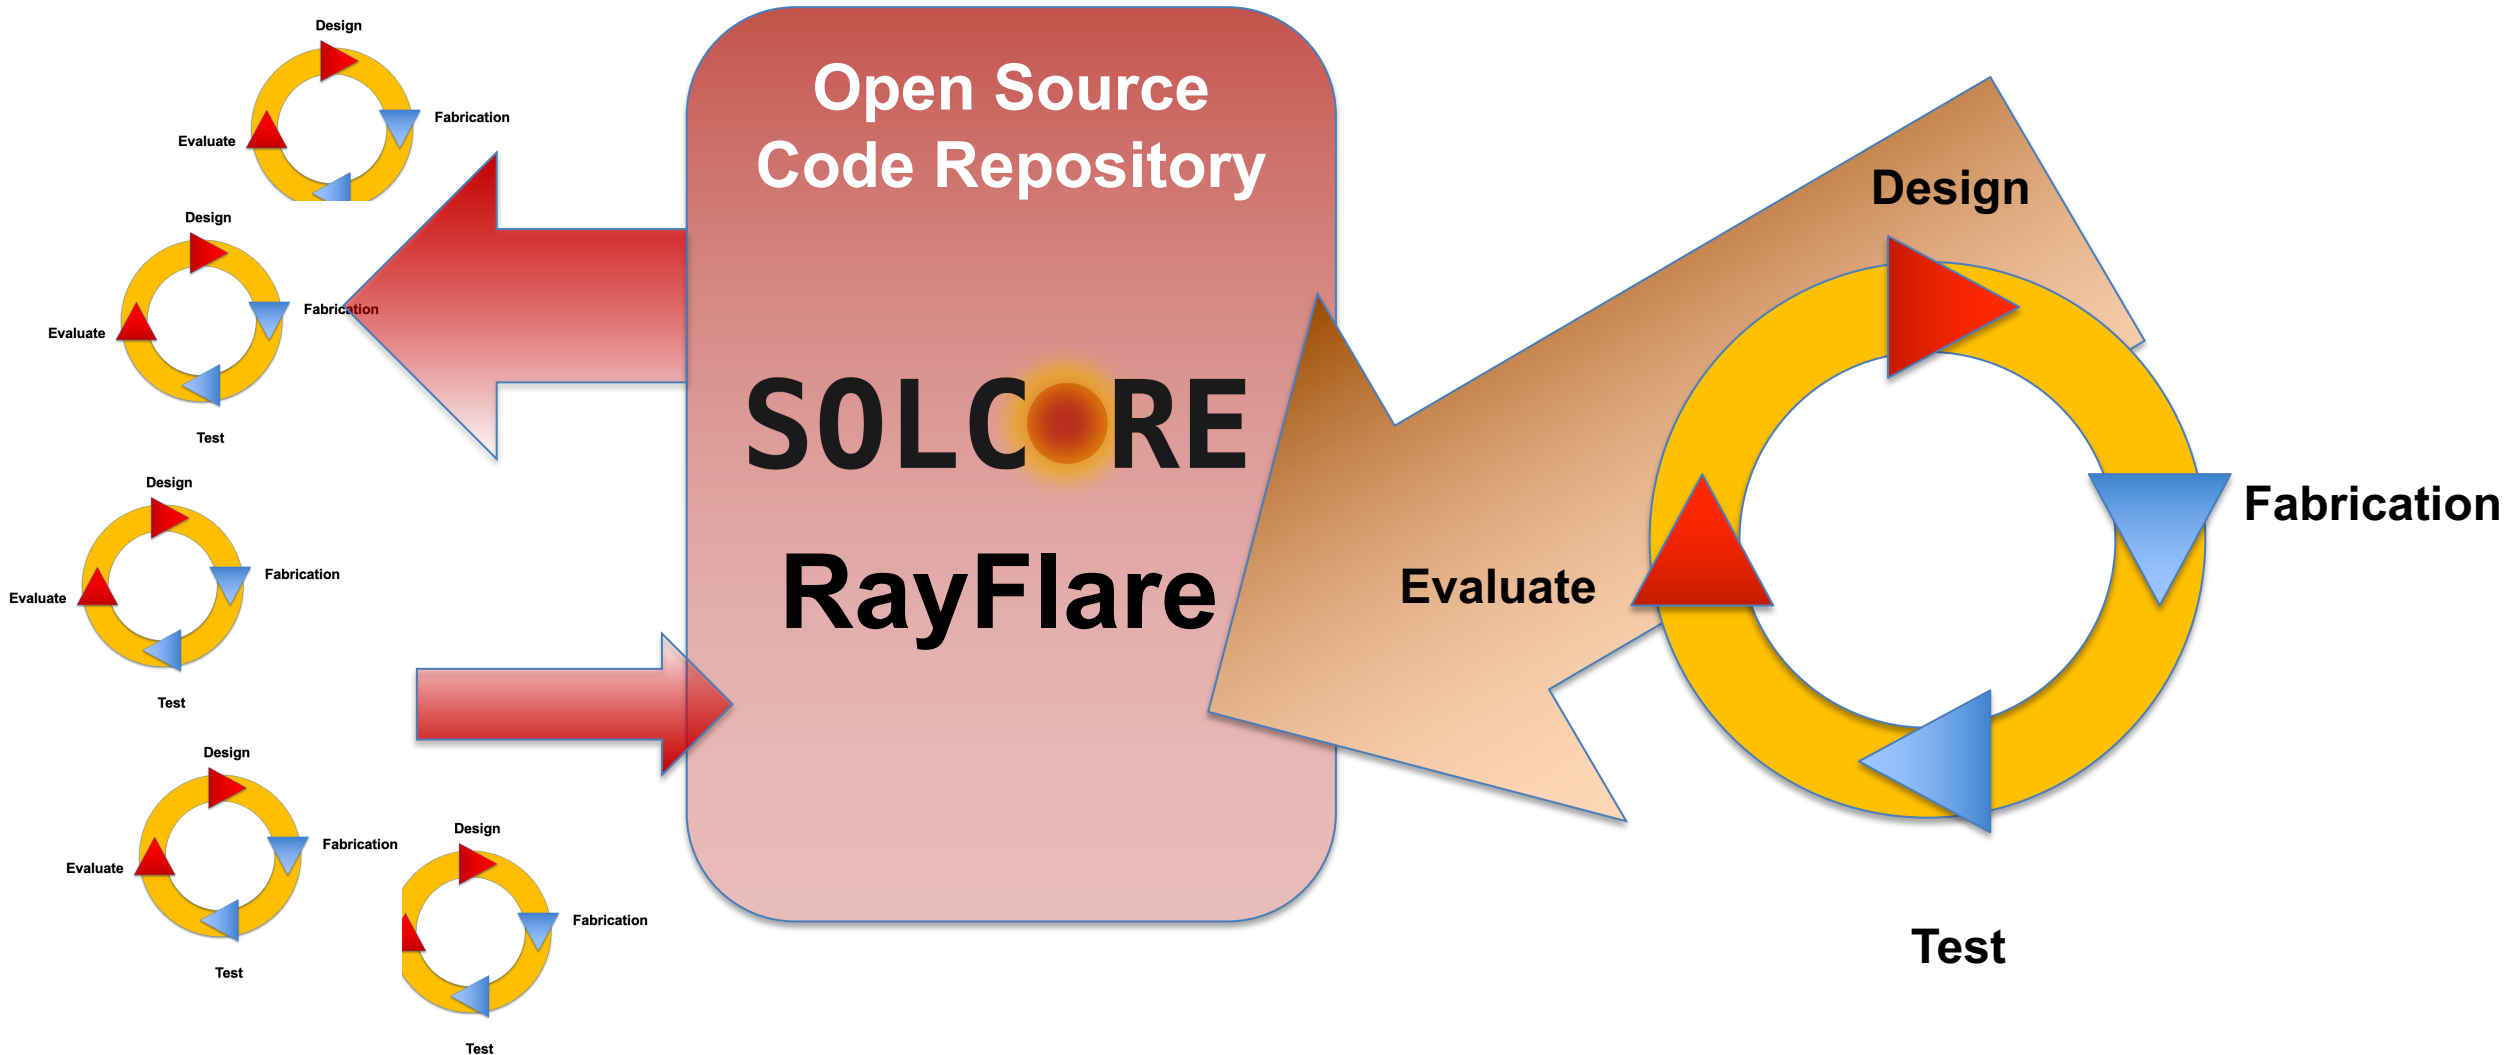 Design
Fabrication
Evaluate
Design
Fabrication
Evaluate
Test
Design
Fabrication
Evaluate
Test
Design
Fabrication
Evaluate
Test
Design
Fabrication
Test
Open Source
Code Repository
SOLCORE
RayFlare
Design
Fabrication
Evaluate
Test